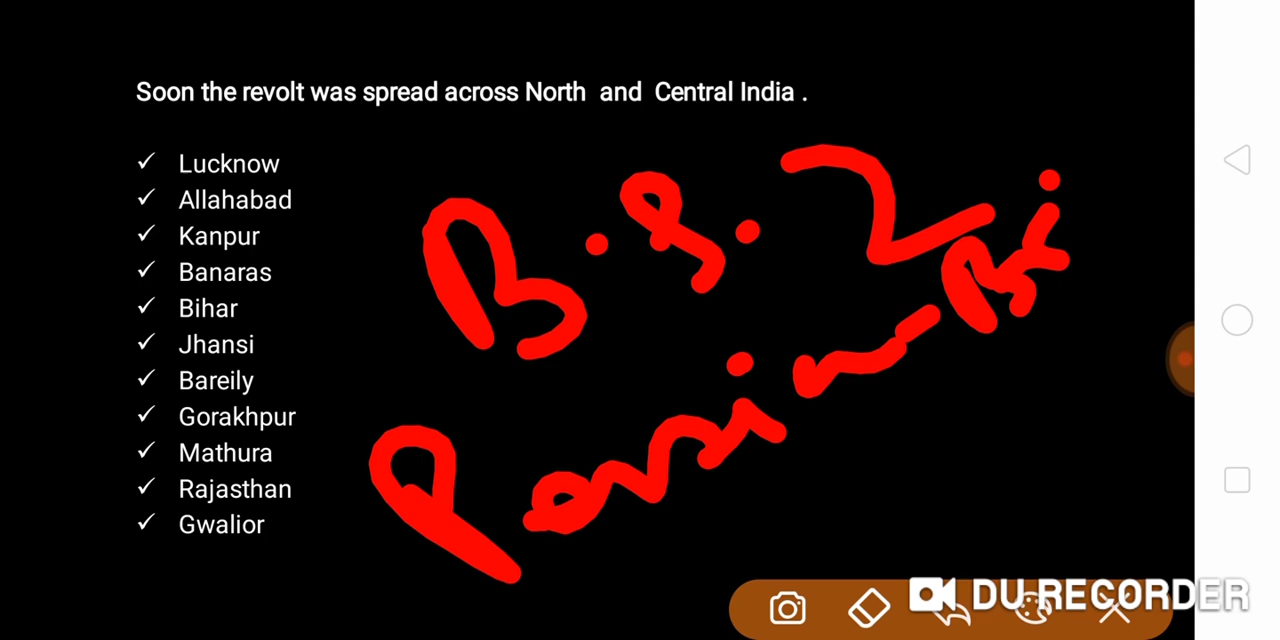 Soon the revolt was spread across North and Central India .
✓ Lucknow
✓ Allahabad
✓ Kanpur
✓ Banaras
✓ Bihar
✓ Jhansi
✓ Bareily
✓ Gorakhpur
✓ Mathura
✓ Rajasthan
✓ Gwalior
B.S. Z
DU RECORDER